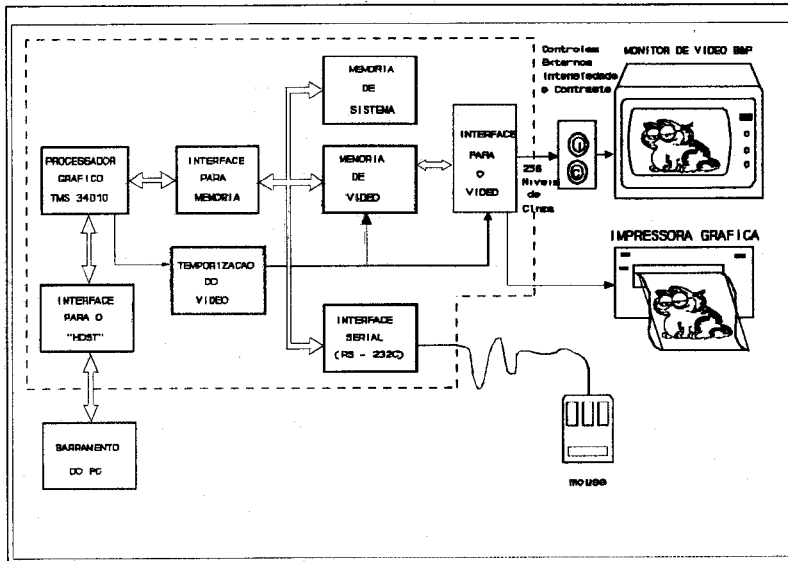 Controles
Externos
Intensiedade
e Contraste
MONITOR DE VIDEO B&P
MEMORIA
DE
SISTEMA
INTERFACE
PARA
O
VIDEO
PROCESSADOR
GRAFICO
TMS 34010
INTERFACE
PARA
MEMORIA
MEMORIA
DE
VIDEO
256
Niveis
de
Cinza
I
C
IMPRESSORA GRAFICA
TEMPORIZACAO
DO
VIDEO
INTERFACE
PARA O
"HOST"
INTERFACE
SERIAL
(RS - 232C)
BARRAMENTO
DO PC
mouse